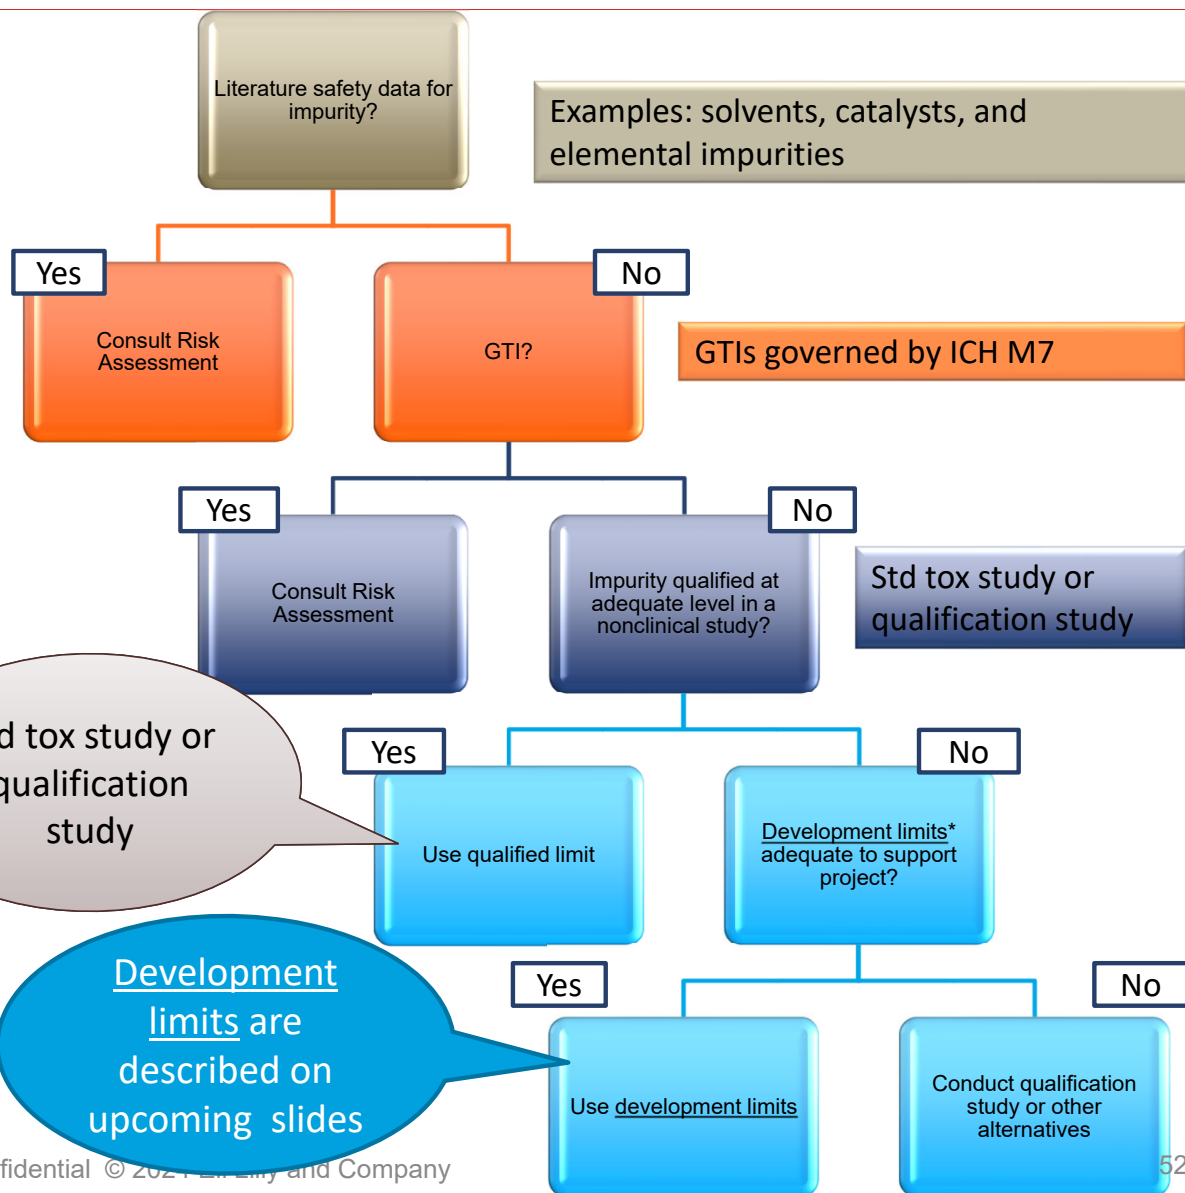 Literature safety data for
impurity?
Examples: solvents, catalysts, and
elemental impurities
Yes
No
Consult Risk
Assessment
GTI?
GTIs governed by ICH M7
Yes
No
Consult Risk
Assessment
Impurity qualified at
adequate level in a
nonclinical study?
Std tox study or
qualification study
d tox study or
qualification
study
Yes
No
Use qualified limit
Development limits*
adequate to support
project?
Development
limits are
described on
upcoming slides
Yes
No
Use development limits
Conduct qualification
study or other
alternatives
fidential © 2024 Eli Lilly and Company
52